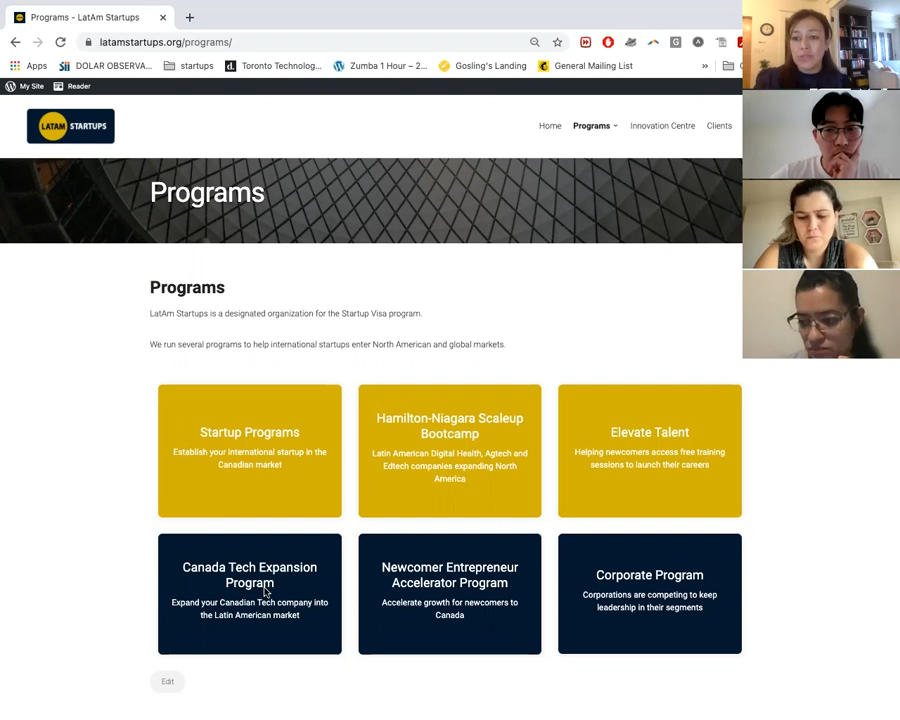 Programs - LatAm Startups
latamstartups.org/programs/
Apps DOLAR OBSERVA... startups Toronto Technolog... Zumba 1 Hour – 2... Gosling's Landing General Mailing List »
My Site Reader
LATAM STARTUPS
Home Programs Innovation Centre Clients
Programs
Programs
LatAm Startups is a designated organization for the Startup Visa program.
We run several programs to help international startups enter North American and global markets.
Startup Programs
Establish your international startup in the
Canadian market
Hamilton-Niagara Scaleup
Bootcamp
Latin American Digital Health, Agtech and
Edtech companies expanding North
America
Elevate Talent
Helping newcomers access free training
sessions to launch their careers
Canada Tech Expansion
Program
Expand your Canadian Tech company into
the Latin American market
Newcomer Entrepreneur
Accelerator Program
Accelerate growth for newcomers to
Canada
Corporate Program
Corporations are competing to keep
leadership in their segments
Edit